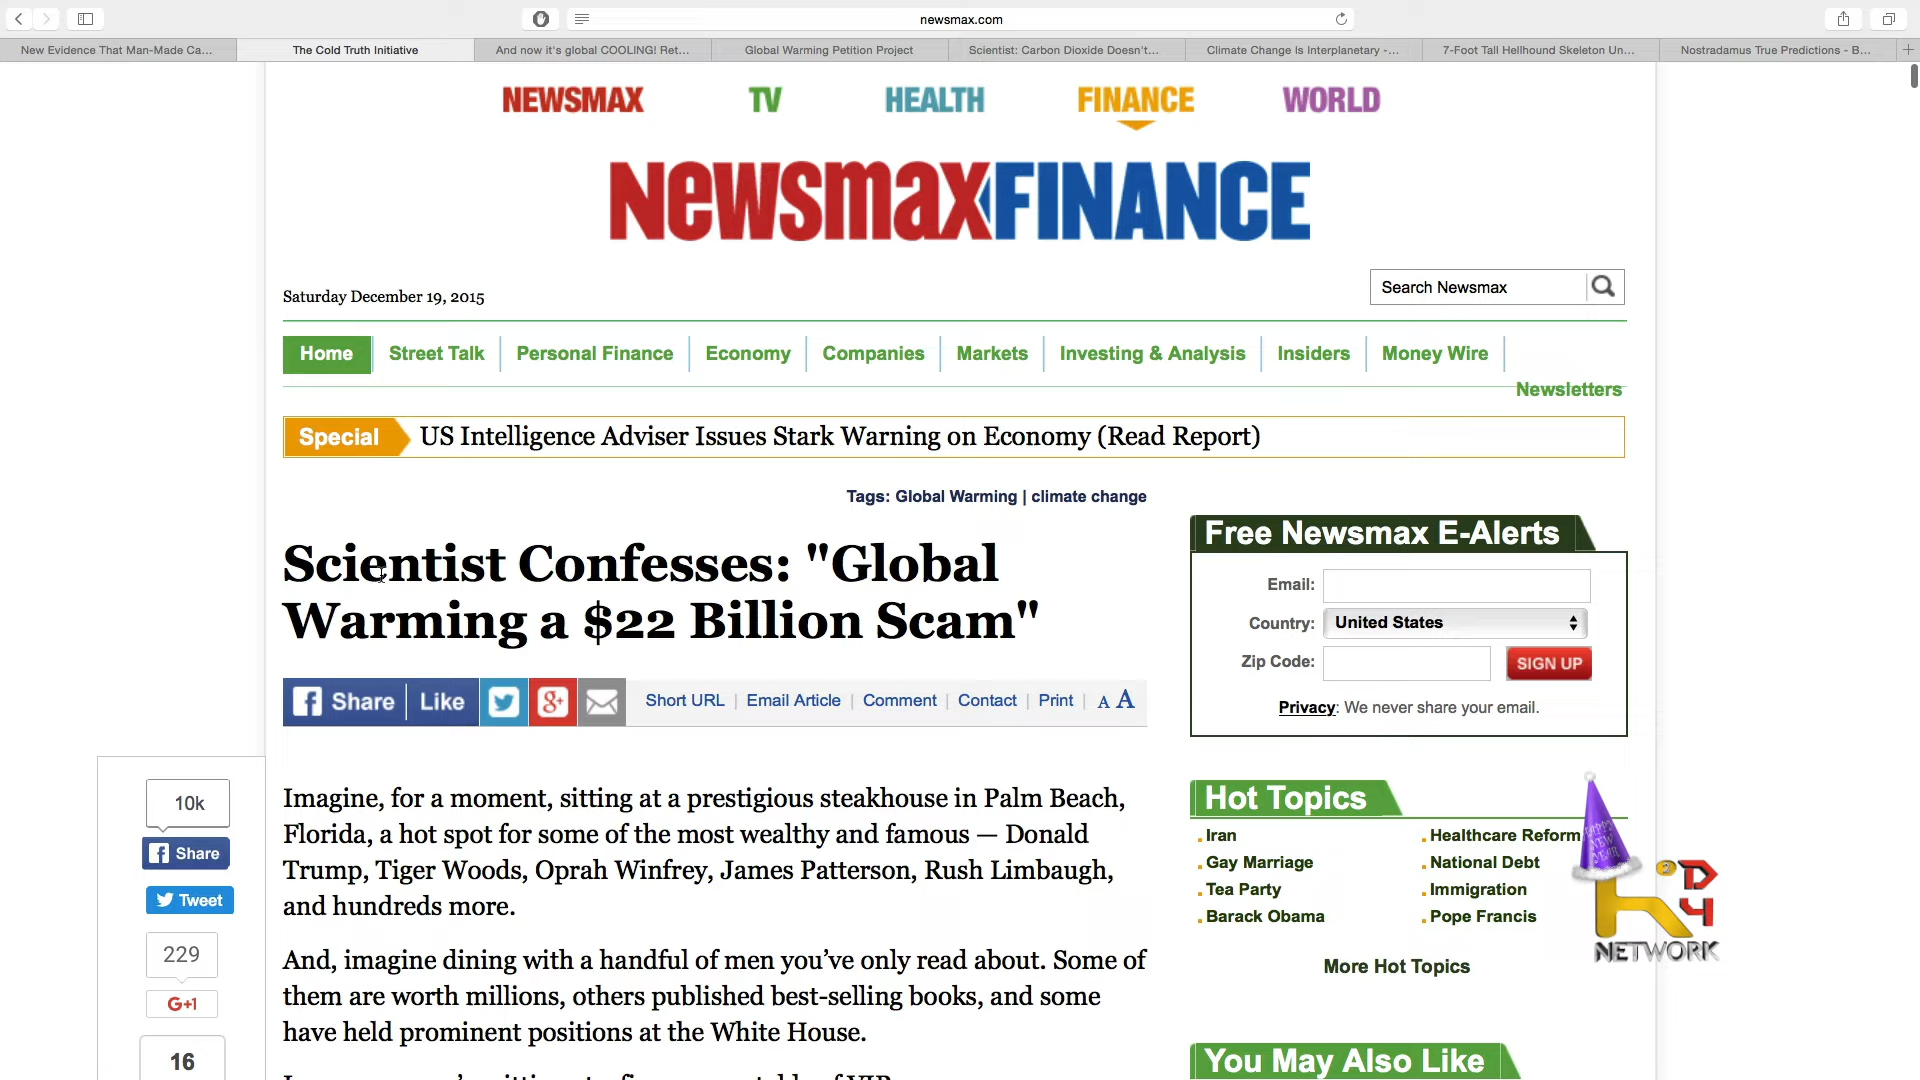 newsmax.com
New Evidence That Man-Made Ca...
The Cold Truth Initiative
And now it's global COOLING! Ret...
Global Warming Petition Project
Scientist: Carbon Dioxide Doesn't...
Climate Change Is Interplanetary -...
7-Foot Tall Hellhound Skeleton Un...
Nostradamus True Predictions - B...
NEWSMAX
TV
HEALTH
FINANCE
WORLD
NEWSMAXFINANCE
Saturday December 19, 2015
Search Newsmax
Home
Street Talk
Personal Finance
Economy
Companies
Markets
Investing & Analysis
Insiders
Money Wire
Newsletters
Special
US Intelligence Adviser Issues Stark Warning on Economy (Read Report)
Tags: Global Warming | climate change
Scientist Confesses: "Global
Warming a $22 Billion Scam"
Share
Like
Short URL | Email Article | Comment | Contact | Print | A A
Imagine, for a moment, sitting at a prestigious steakhouse in Palm Beach,
Florida, a hot spot for some of the most wealthy and famous — Donald
Trump, Tiger Woods, Oprah Winfrey, James Patterson, Rush Limbaugh,
and hundreds more.
And, imagine dining with a handful of men you've only read about. Some of
them are worth millions, others published best-selling books, and some
have held prominent positions at the White House.
10k
Share
Tweet
229
G+1
16
Free Newsmax E-Alerts
Email:
Country:
United States
Zip Code:
SIGN UP
Privacy: We never share your email.
Hot Topics
Iran
Gay Marriage
Tea Party
Barack Obama
Healthcare Reform
National Debt
Immigration
Pope Francis
More Hot Topics
HAPPY
NEW
YEAR
NETWORK
You May Also Like